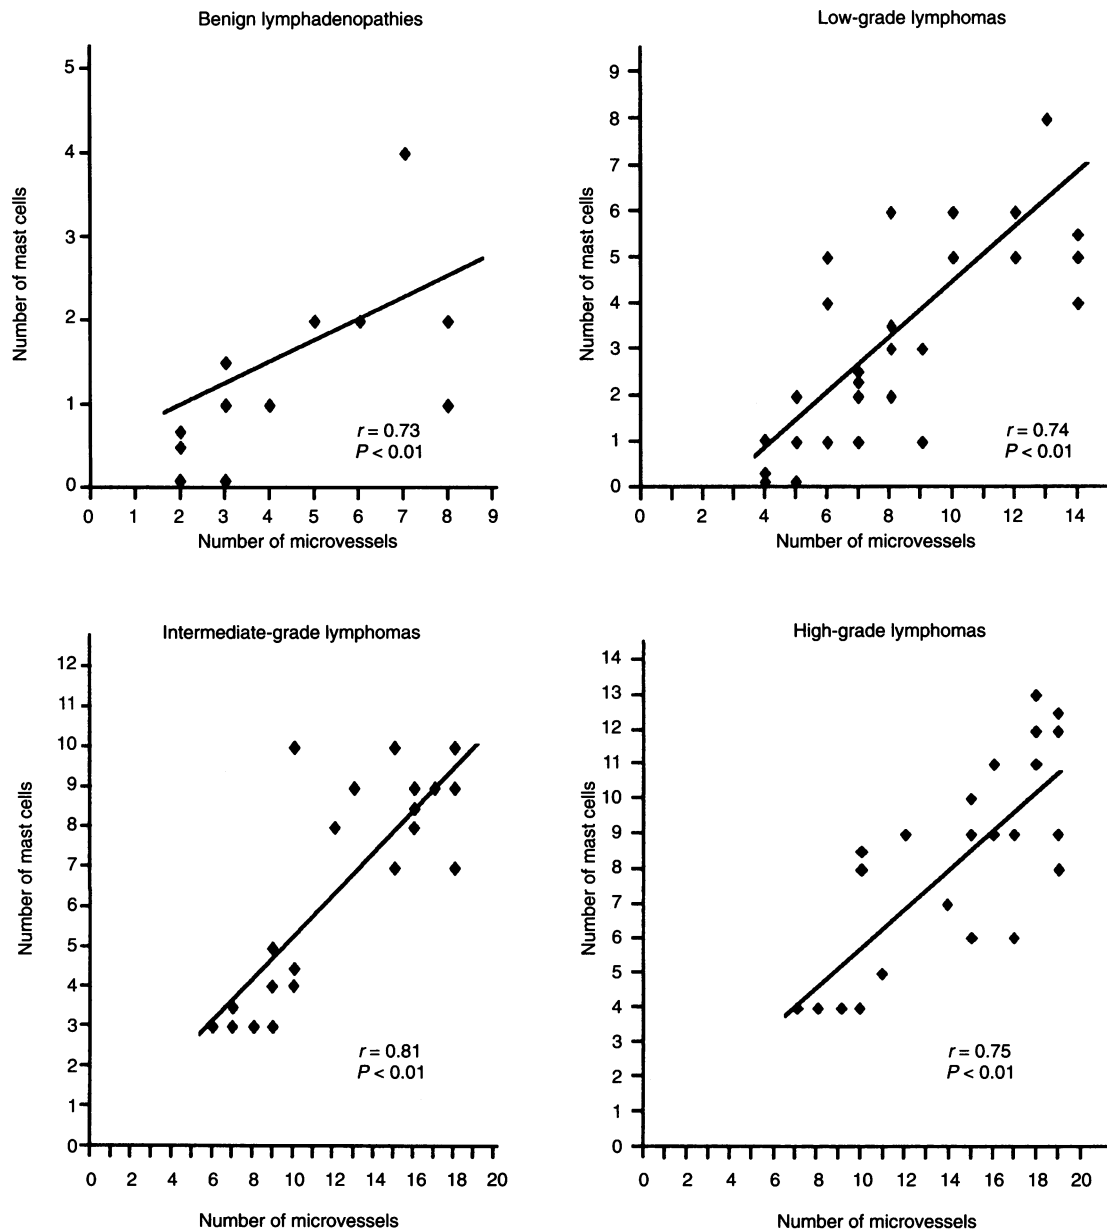 Benign lymphadenopathies
5
4
3
2
1
0
Number of mast cells
r = 0.73
P < 0.01
0 1 2 3 4 5 6 7 8 9
Number of microvessels
Low-grade lymphomas
9
8
7
6
5
4
3
2
1
0
Number of mast cells
r = 0.74
P < 0.01
0 2 4 6 8 10 12 14
Number of microvessels
Intermediate-grade lymphomas
12
11
10
9
8
7
6
5
4
3
2
1
0
Number of mast cells
r = 0.81
P < 0.01
0 2 4 6 8 10 12 14 16 18 20
Number of microvessels
High-grade lymphomas
14
13
12
11
10
9
8
7
6
5
4
3
2
1
0
Number of mast cells
r = 0.75
P < 0.01
0 2 4 6 8 10 12 14 16 18 20
Number of microvessels